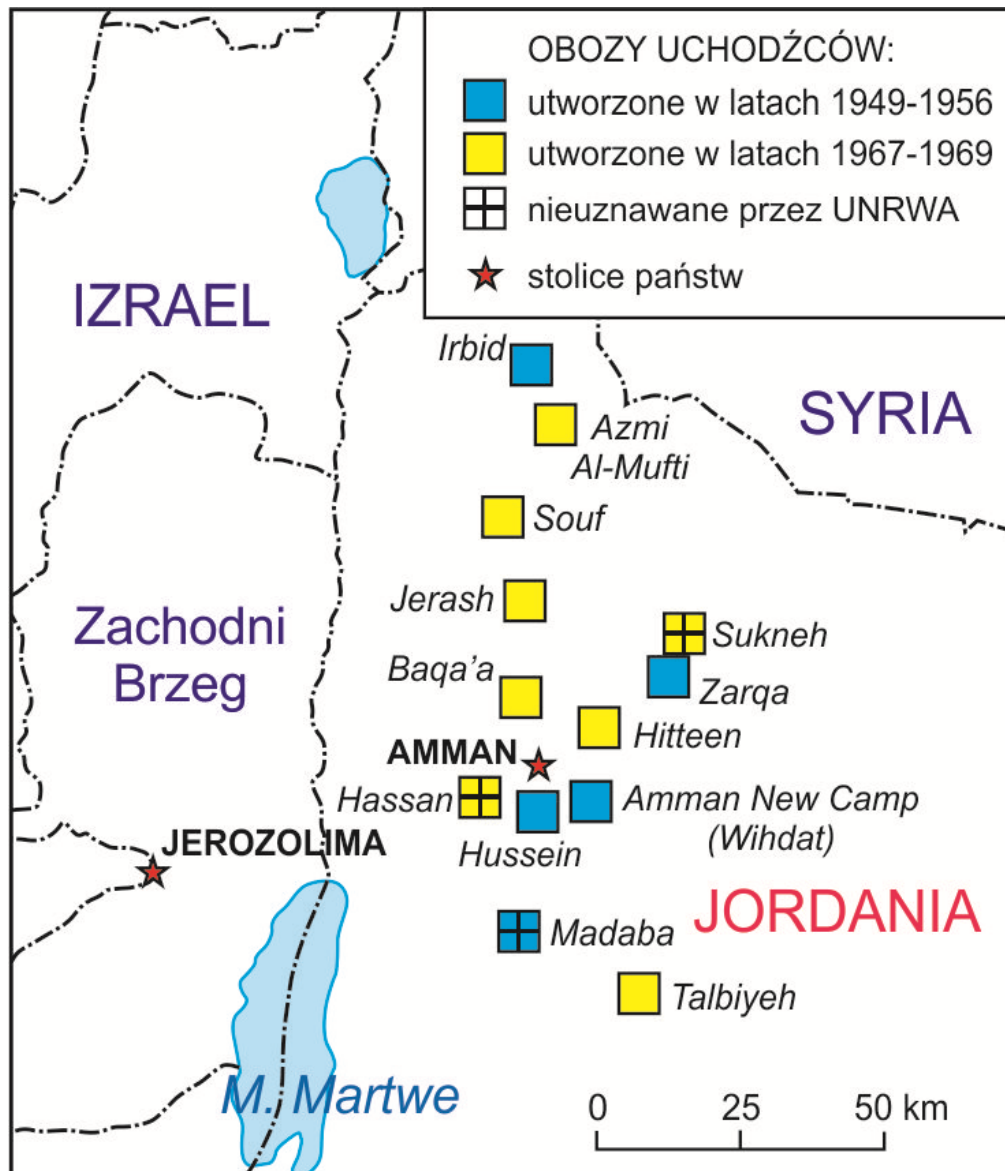 OBOZY UCHODŹCÓW:
utworzone w latach 1949-1956
utworzone w latach 1967-1969
nieuznawane przez UNRWA
stolice państw
IZRAEL
Irbid
SYRIA
Azmi
Al-Mufti
Souf
Jerash
Zachodni
Brzeg
Sukneh
Baqa'a
Zarqa
Hitteen
AMMAN
Hassan
Amman New Camp
(Wihdat)
Hussein
JEROZOLIMA
JORDANIA
Madaba
Talbiyeh
M. Martwe
0 25 50 km